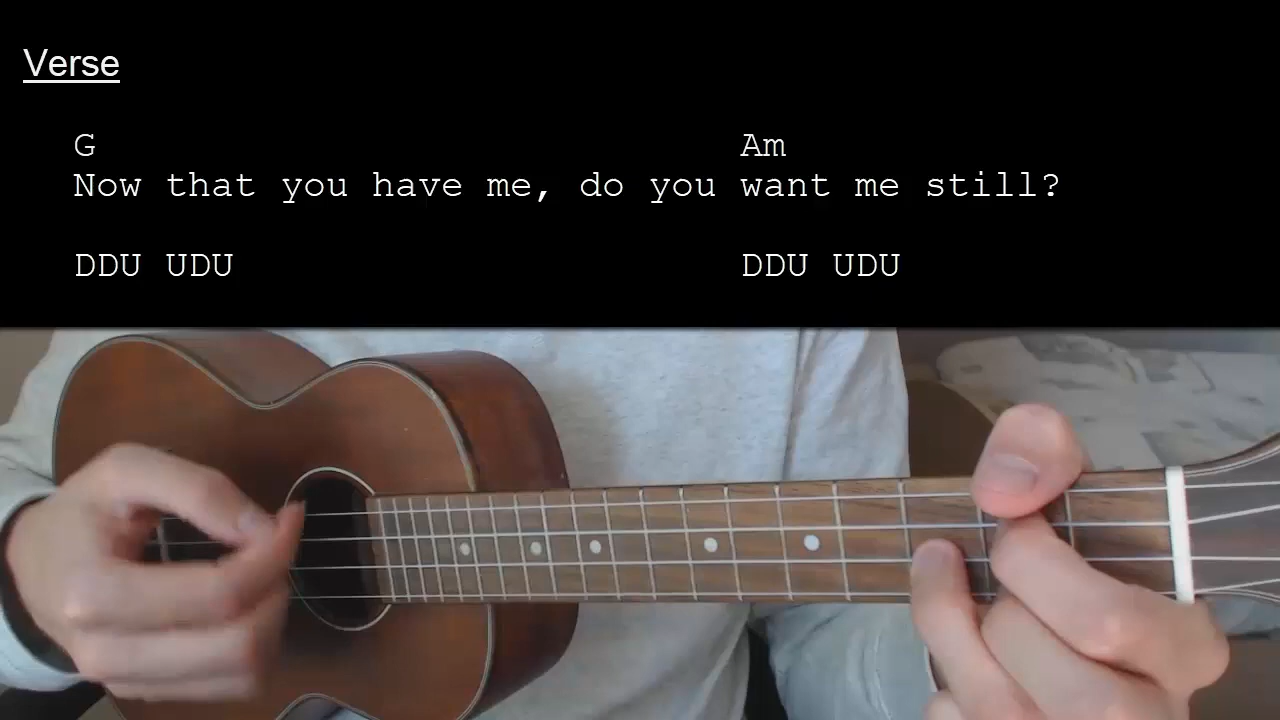 Verse
G Am
Now that you have me, do you want me still?
DDU UDU DDU UDU